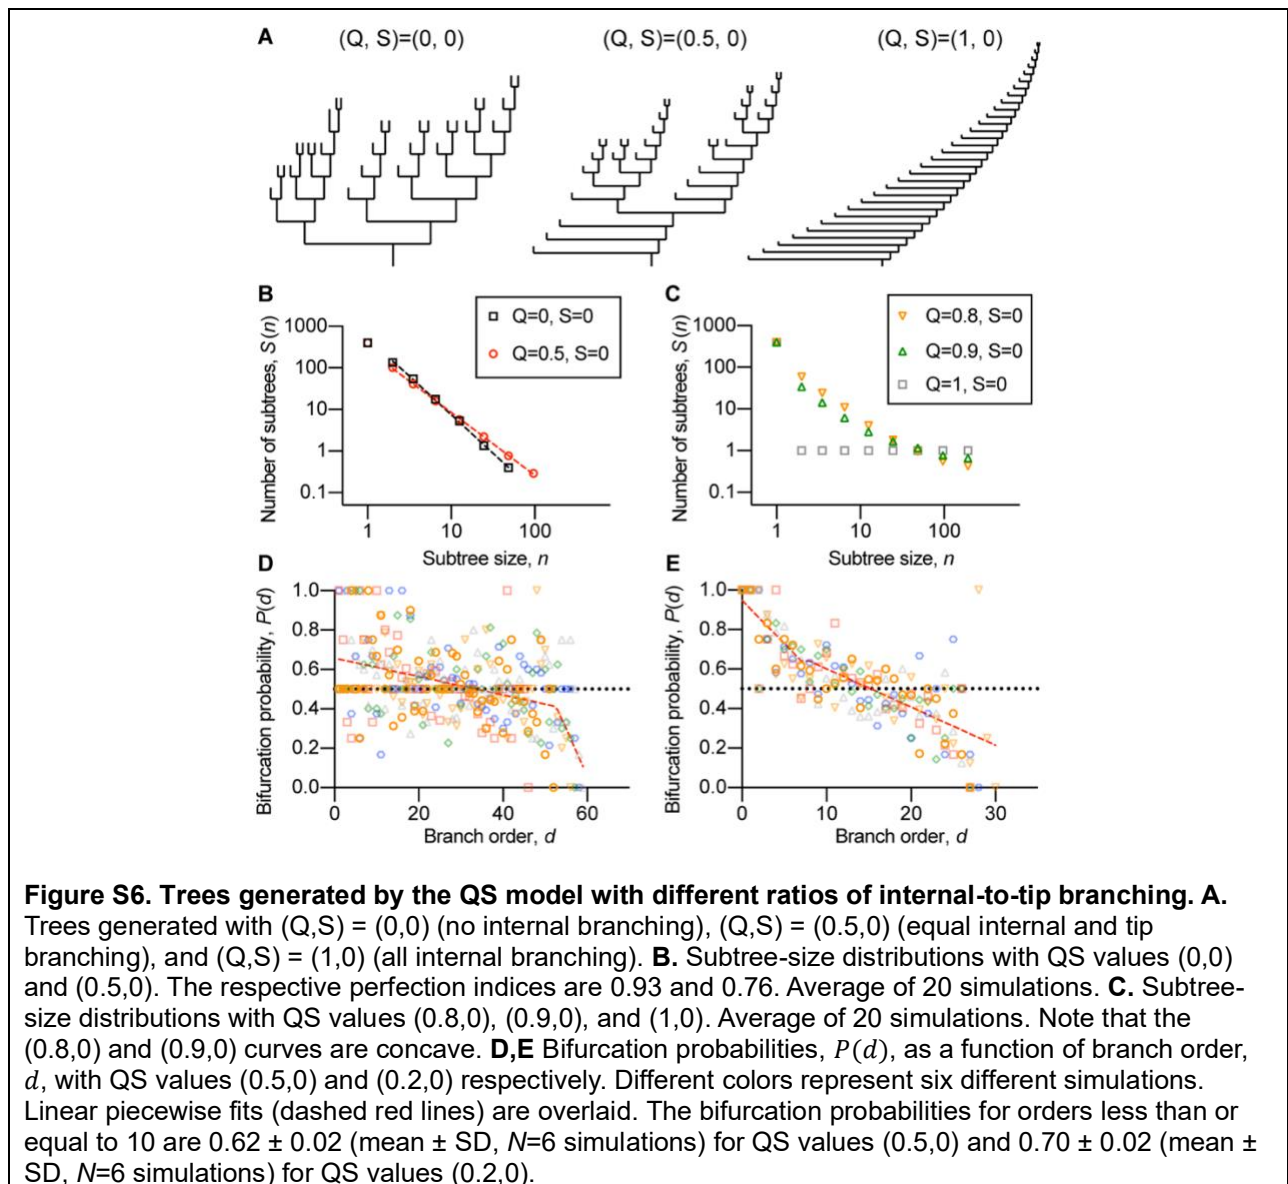 A
(Q, S)=(0, 0)
(Q, S)=(0.5, 0)
(Q, S)=(1, 0)
B
Number of subtrees, S(n)
1000
100
10
1
0.1
1
10
100
Subtree size, n
Q=0, S=0
Q=0.5, S=0
C
Number of subtrees, S(n)
1000
100
10
1
0.1
1
10
100
Subtree size, n
Q=0.8, S=0
Q=0.9, S=0
Q=1, S=0
D
Bifurcation probability, P(d)
1.0
0.8
0.6
0.4
0.2
0.0
0
20
40
60
Branch order, d
E
Bifurcation probability, P(d)
1.0
0.8
0.6
0.4
0.2
0.0
0
10
20
30
Branch order, d
Figure S6. Trees generated by the QS model with different ratios of internal-to-tip branching. A.
Trees generated with (Q,S) = (0,0) (no internal branching), (Q,S) = (0.5,0) (equal internal and tip
branching), and (Q,S) = (1,0) (all internal branching). B. Subtree-size distributions with QS values (0,0)
and (0.5,0). The respective perfection indices are 0.93 and 0.76. Average of 20 simulations. C. Subtree-
size distributions with QS values (0.8,0), (0.9,0), and (1,0). Average of 20 simulations. Note that the
(0.8,0) and (0.9,0) curves are concave. D,E Bifurcation probabilities, P(d), as a function of branch order,
d, with QS values (0.5,0) and (0.2,0) respectively. Different colors represent six different simulations.
Linear piecewise fits (dashed red lines) are overlaid. The bifurcation probabilities for orders less than or
equal to 10 are 0.62 ± 0.02 (mean ± SD, N=6 simulations) for QS values (0.5,0) and 0.70 ± 0.02 (mean ±
SD, N=6 simulations) for QS values (0.2,0).